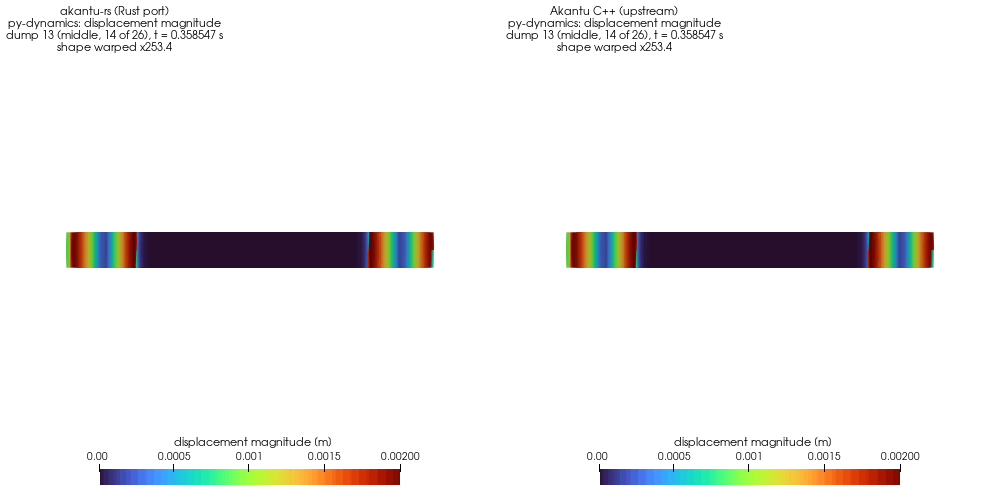 akantu-rs (Rust port)
py-dynamics: displacement magnitude
dump 13 (middle, 14 of 26), t = 0.358547 s
shape warped x253.4
Akantu C++ (upstream)
py-dynamics: displacement magnitude
dump 13 (middle, 14 of 26), t = 0.358547 s
shape warped x253.4
displacement magnitude (m)
0.00 0.0005 0.001 0.0015 0.00200
displacement magnitude (m)
0.00 0.0005 0.001 0.0015 0.00200